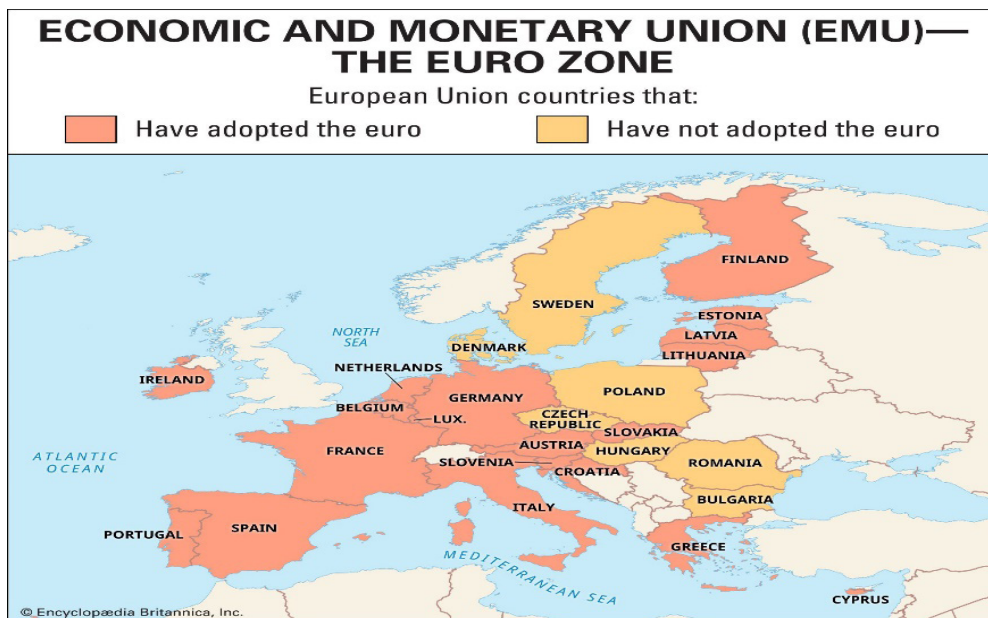 ECONOMIC AND MONETARY UNION (EMU)—
THE EURO ZONE
European Union countries that:
Have adopted the euro
Have not adopted the euro
FINLAND
SWEDEN
ESTONIA
NORTH
SEA
LATVIA
DENMARK
LITHUANIA
NETHERLANDS
IRELAND
POLAND
GERMANY
BELGIUM
LUX.
CZECH
REPUBLIC
SLOVAKIA
AUSTRIA
FRANCE
HUNGARY
ATLANTIC
OCEAN
SLOVENIA
ROMANIA
CROATIA
BULGARIA
ITALY
SPAIN
PORTUGAL
GREECE
MEDITERRANEAN SEA
CYPRUS
© Encyclopædia Britannica, Inc.